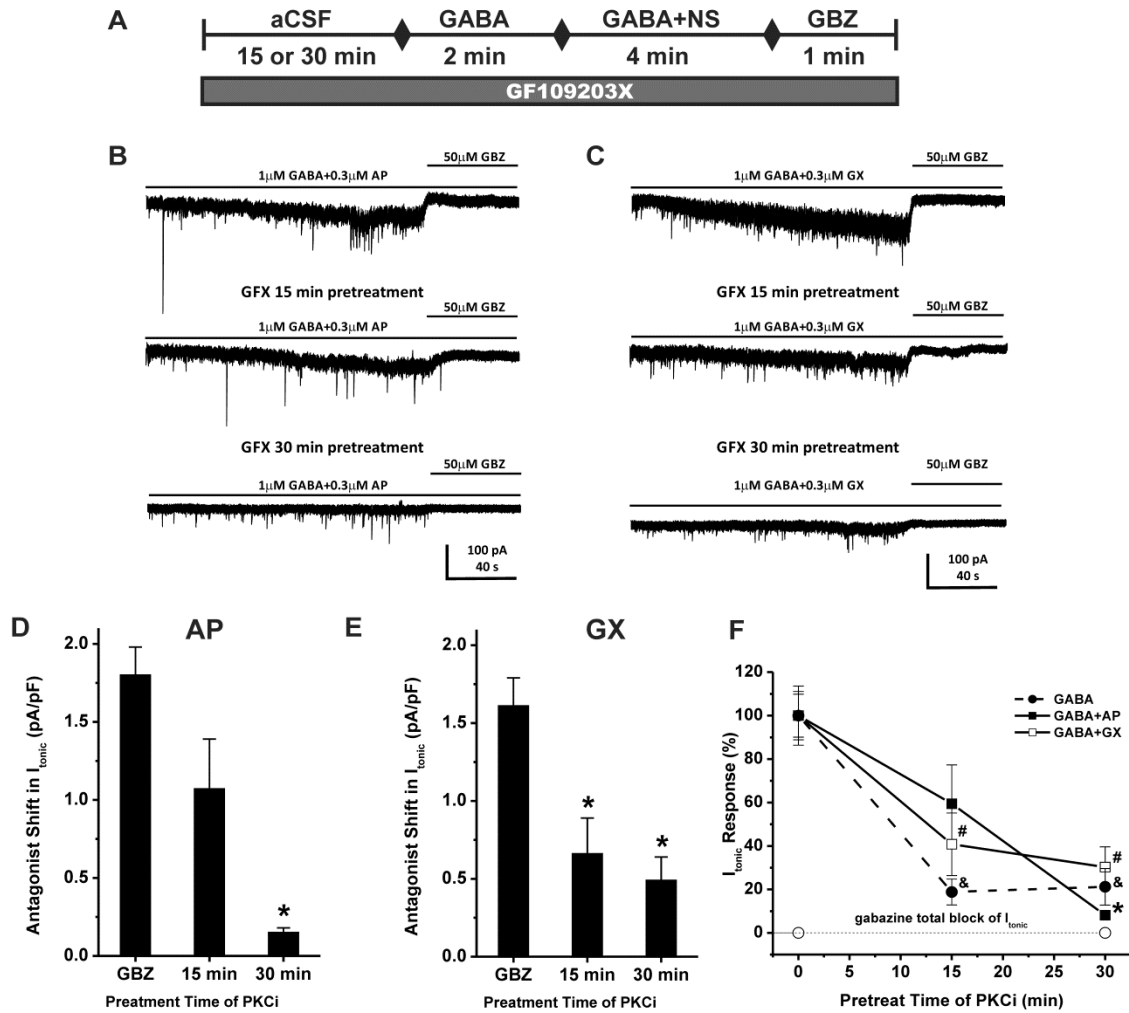 A
aCSF GABA GABA+NS GBZ
15 or 30 min 2 min 4 min 1 min
GF109203X
B
50μM GBZ
1μM GABA+0.3μM AP
GFX 15 min pretreatment
50μM GBZ
1μM GABA+0.3μM AP
GFX 30 min pretreatment
50μM GBZ
1μM GABA+0.3μM AP
100 pA
40 s
C
50μM GBZ
1μM GABA+0.3μM GX
GFX 15 min pretreatment
50μM GBZ
1μM GABA+0.3μM GX
GFX 30 min pretreatment
50μM GBZ
1μM GABA+0.3μM GX
100 pA
40 s
D
AP
Antagonist Shift in Itonic (pA/pF)
2.0
1.5
1.0
0.5
0.0
*
GBZ 15 min 30 min
Preatment Time of PKCi
E
GX
Antagonist Shift in Itonic (pA/pF)
2.0
1.5
1.0
0.5
0.0
* *
GBZ 15 min 30 min
Preatment Time of PKCi
F
Itonic Response (%)
120
100
80
60
40
20
0
GABA
GABA+AP
GABA+GX
#
&
#
&
*
gabazine total block of Itonic
0 5 10 15 20 25 30
Pretreat Time of PKCi (min)